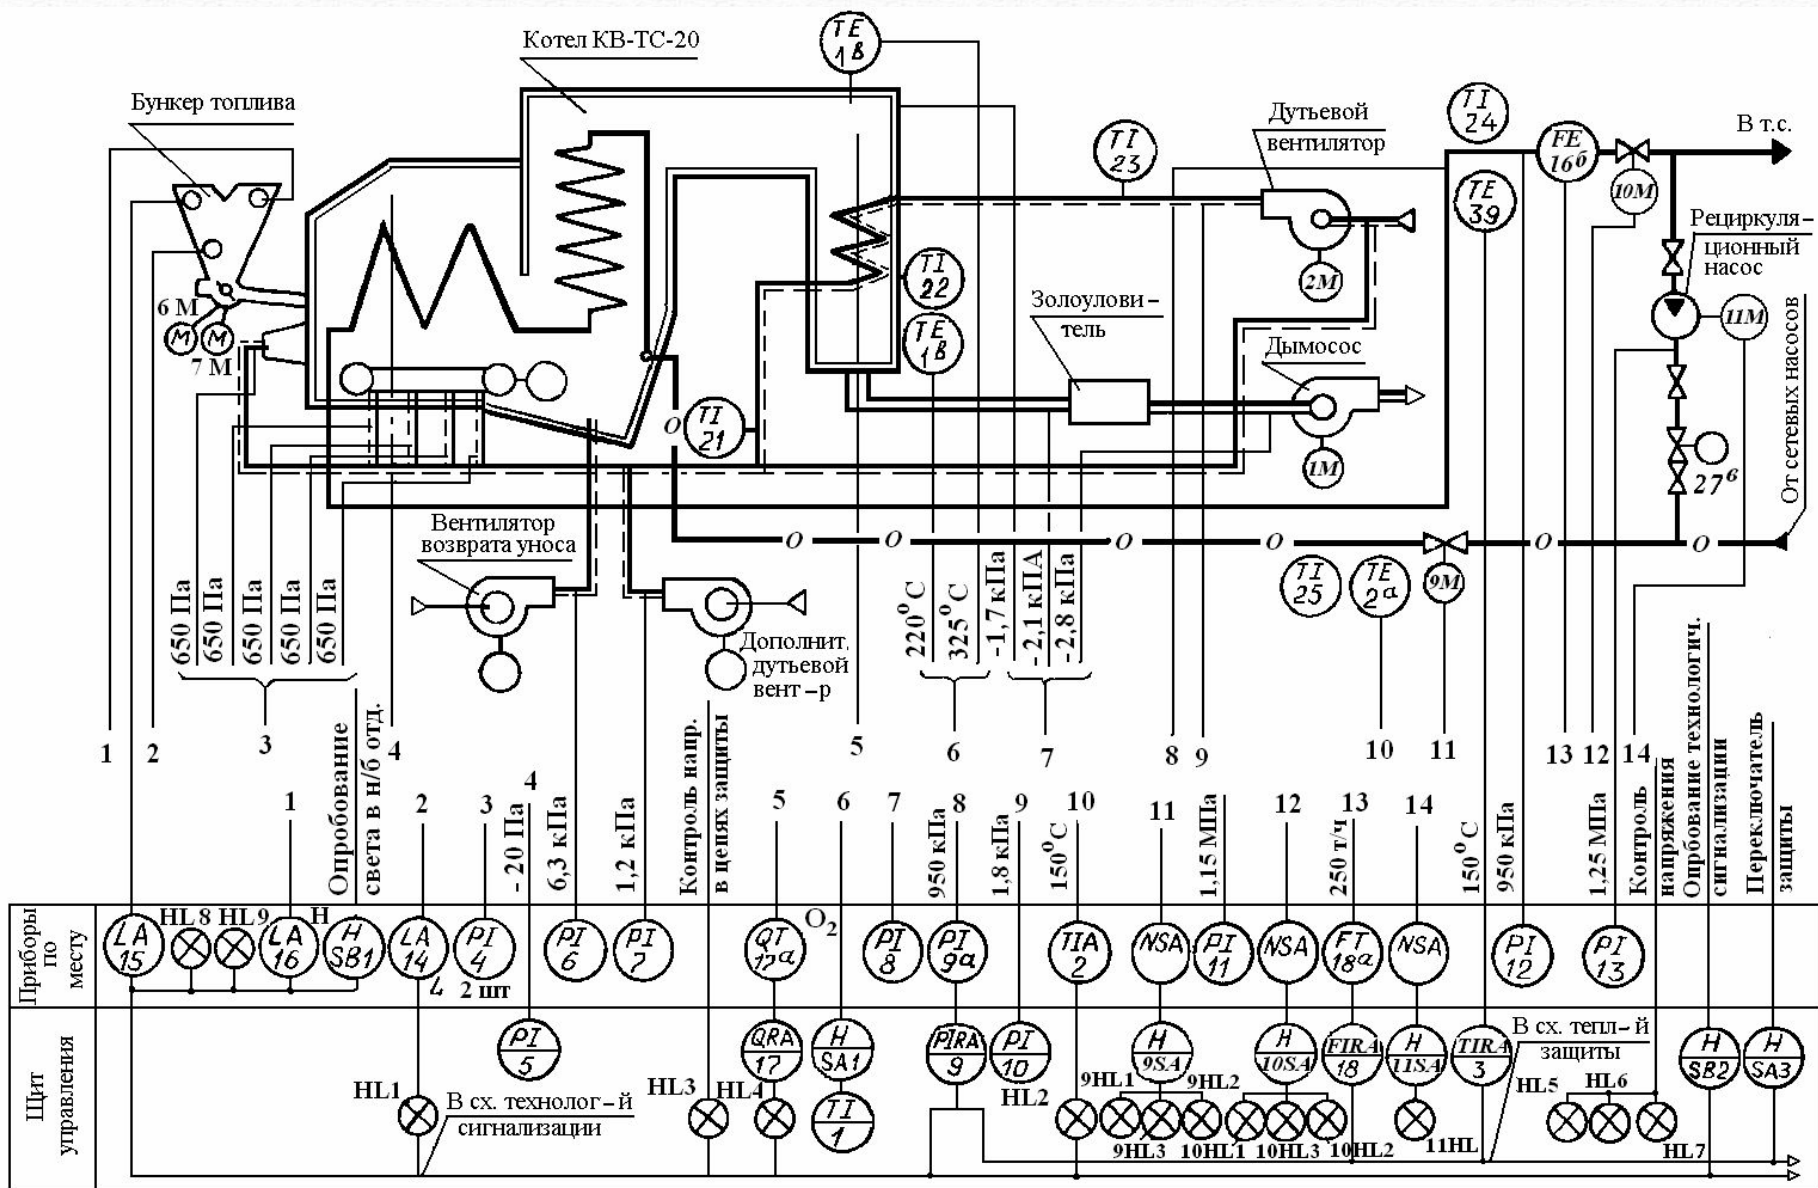 Котел КВ-ТС-20
TE
1в
Бункер топлива
TI
24
Дутьевой
вентилятор
В т.с.
FE
16б
TI
23
10М
TE
39
Рециркуля-
ционный
насос
2М
TI
22
Золоулови-
тель
6 М
М
М
7 М
TE
1в
11М
Дымосос
От сетевых насосов
О
TI
21
1М
27в
Вентилятор
возврата уноса
О
О
О
О
О
О
TI
25
TE
2а
9М
650 Па
650 Па
650 Па
650 Па
650 Па
220°С
325°С
-1,7 кПа
-2,1 кПА
-2,8 кПа
Дополнит.
дутьевой
вент-р
1
2
3
4
5
6
7
8
9
10
11
13
12
14
Опробование
света в н/б отд.
Контроль напр.
в цепях защиты
Контроль
напряжения
Опрбование технологич.
сигнализации
Переключатель
защиты
1
2
3
4
5
6
7
8
9
10
11
12
13
14
-20 Па
6,3 кПа
1,2 кПа
950 кПа
1,8 кПа
150°С
1,15 МПа
250 т/ч
150°С
950 кПа
1,25 МПа
Приборы
по
месту
LA
15
HL8
HL9
LA
16
H
H
SB1
LA
14
4
PI
4
2 шт
PI
6
PI
7
QT
17а
O2
PI
8
PI
9а
TIA
2
NSA
PI
11
NSA
FT
18а
NSA
PI
12
PI
13
Щит
управления
PI
5
QRA
17
H
SA1
PIRA
9
PI
10
H
9SA
H
10SA
FIRA
18
H
11SA
TIRA
3
В сх. тепл-й
защиты
H
SB2
H
SA3
HL1
В сх. технолог-й
сигнализации
HL3
HL4
TI
1
HL2
9HL1
9HL2
9HL3
10HL1
10HL3
10HL2
11HL
HL5
HL6
HL7